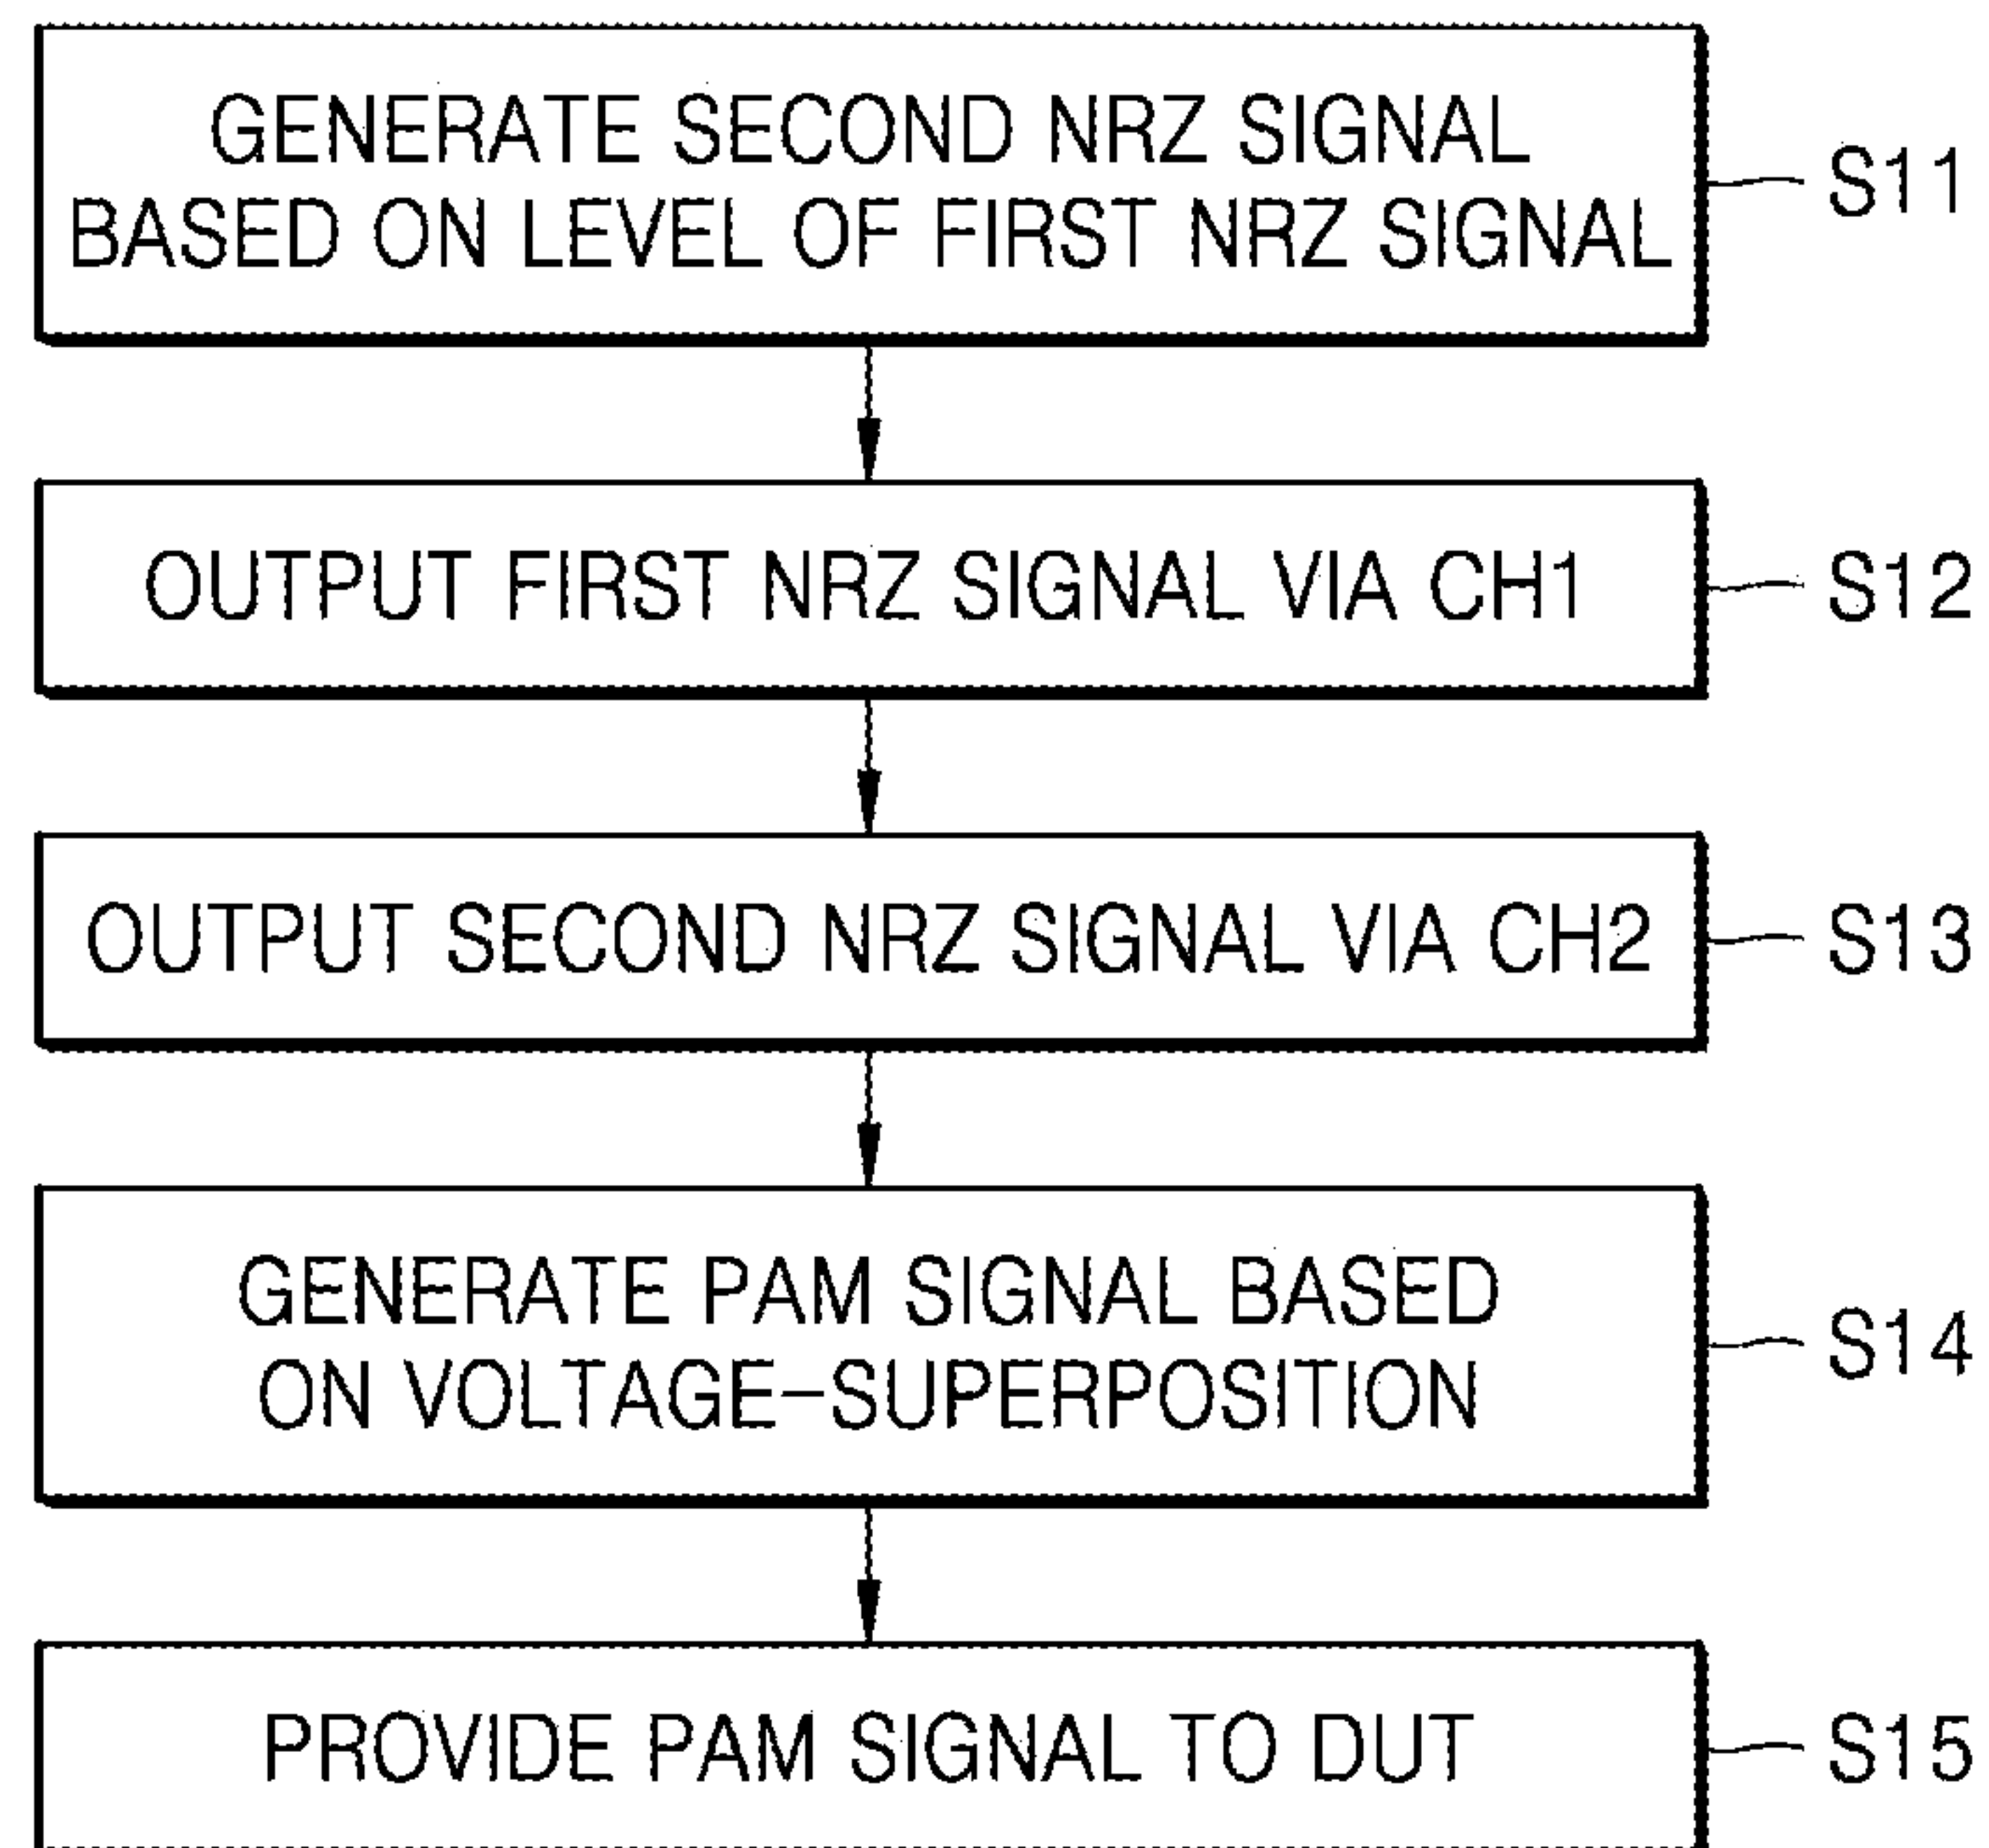 GENERATE SECOND NRZ SIGNAL
BASED ON LEVEL OF FIRST NRZ SIGNAL
S11
OUTPUT FIRST NRZ SIGNAL VIA CH1
S12
OUTPUT SECOND NRZ SIGNAL VIA CH2
S13
GENERATE PAM SIGNAL BASED
ON VOLTAGE-SUPERPOSITION
S14
PROVIDE PAM SIGNAL TO DUT
S15